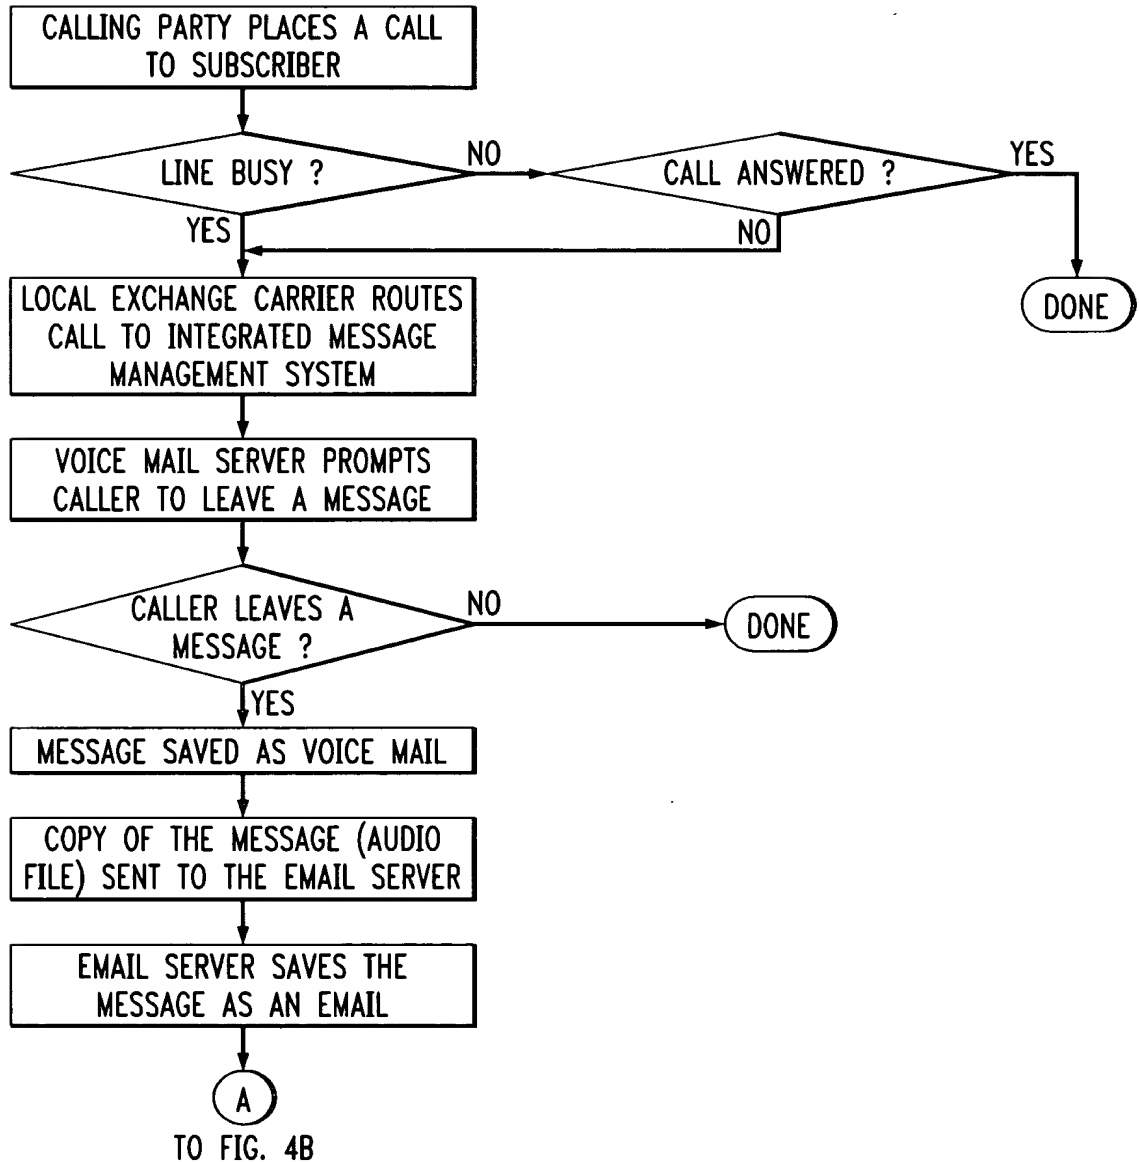 CALLING PARTY PLACES A CALL
TO SUBSCRIBER
LINE BUSY ?
NO
CALL ANSWERED ?
YES
YES
NO
LOCAL EXCHANGE CARRIER ROUTES
CALL TO INTEGRATED MESSAGE
MANAGEMENT SYSTEM
DONE
VOICE MAIL SERVER PROMPTS
CALLER TO LEAVE A MESSAGE
CALLER LEAVES A
MESSAGE ?
NO
DONE
YES
MESSAGE SAVED AS VOICE MAIL
COPY OF THE MESSAGE (AUDIO
FILE) SENT TO THE EMAIL SERVER
EMAIL SERVER SAVES THE
MESSAGE AS AN EMAIL
A
TO FIG. 4B